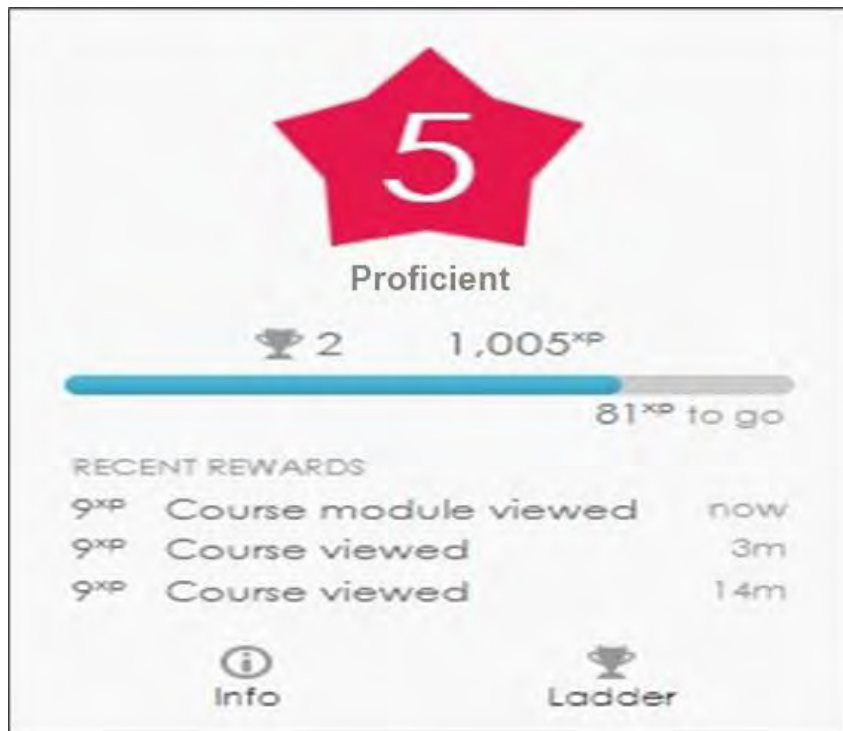 5
Proficient
2 1,005xp
81xp to go
RECENT REWARDS
9xp Course module viewed now
9xp Course viewed 3m
9xp Course viewed 14m
Info Ladder